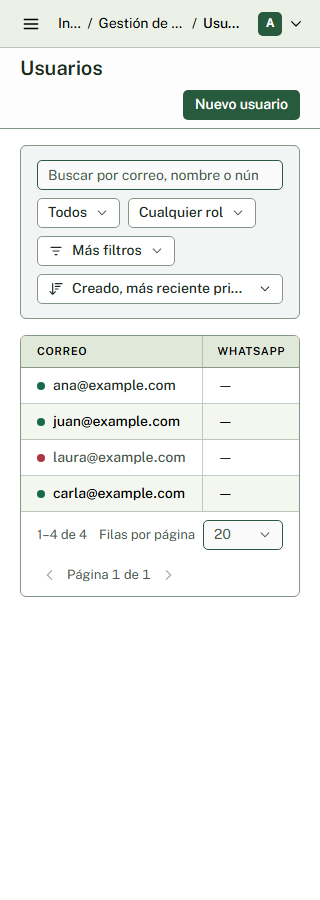 In... / Gestión de ... / Usu... A
Usuarios
Nuevo usuario
Buscar por correo, nombre o nún
Todos Cualquier rol
Más filtros
Creado, más reciente pri...
CORREO WHATSAPP
ana@example.com —
juan@example.com —
laura@example.com —
carla@example.com —
1–4 de 4 Filas por página 20
Página 1 de 1